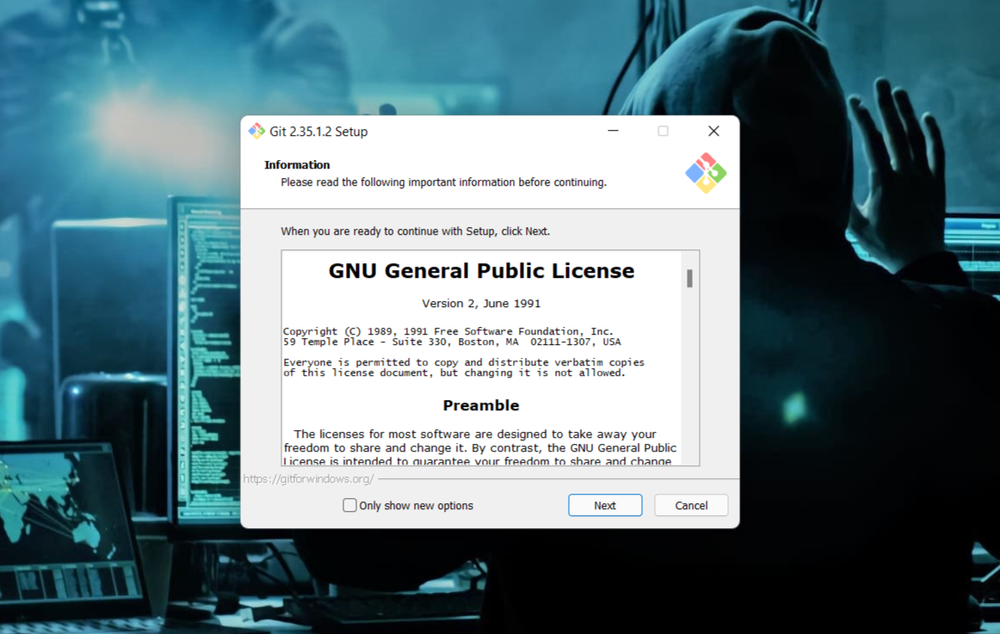 Git 2.35.1.2 Setup
Information
Please read the following important information before continuing.
When you are ready to continue with Setup, click Next.
GNU General Public License
Version 2, June 1991
Copyright (C) 1989, 1991 Free Software Foundation, Inc.
59 Temple Place - Suite 330, Boston, MA  02111-1307, USA
Everyone is permitted to copy and distribute verbatim copies
of this license document, but changing it is not allowed.
Preamble
The licenses for most software are designed to take away your
freedom to share and change it. By contrast, the GNU General Public
License is intended to guarantee your freedom to share and change
https://gitforwindows.org/
Only show new options
Next
Cancel